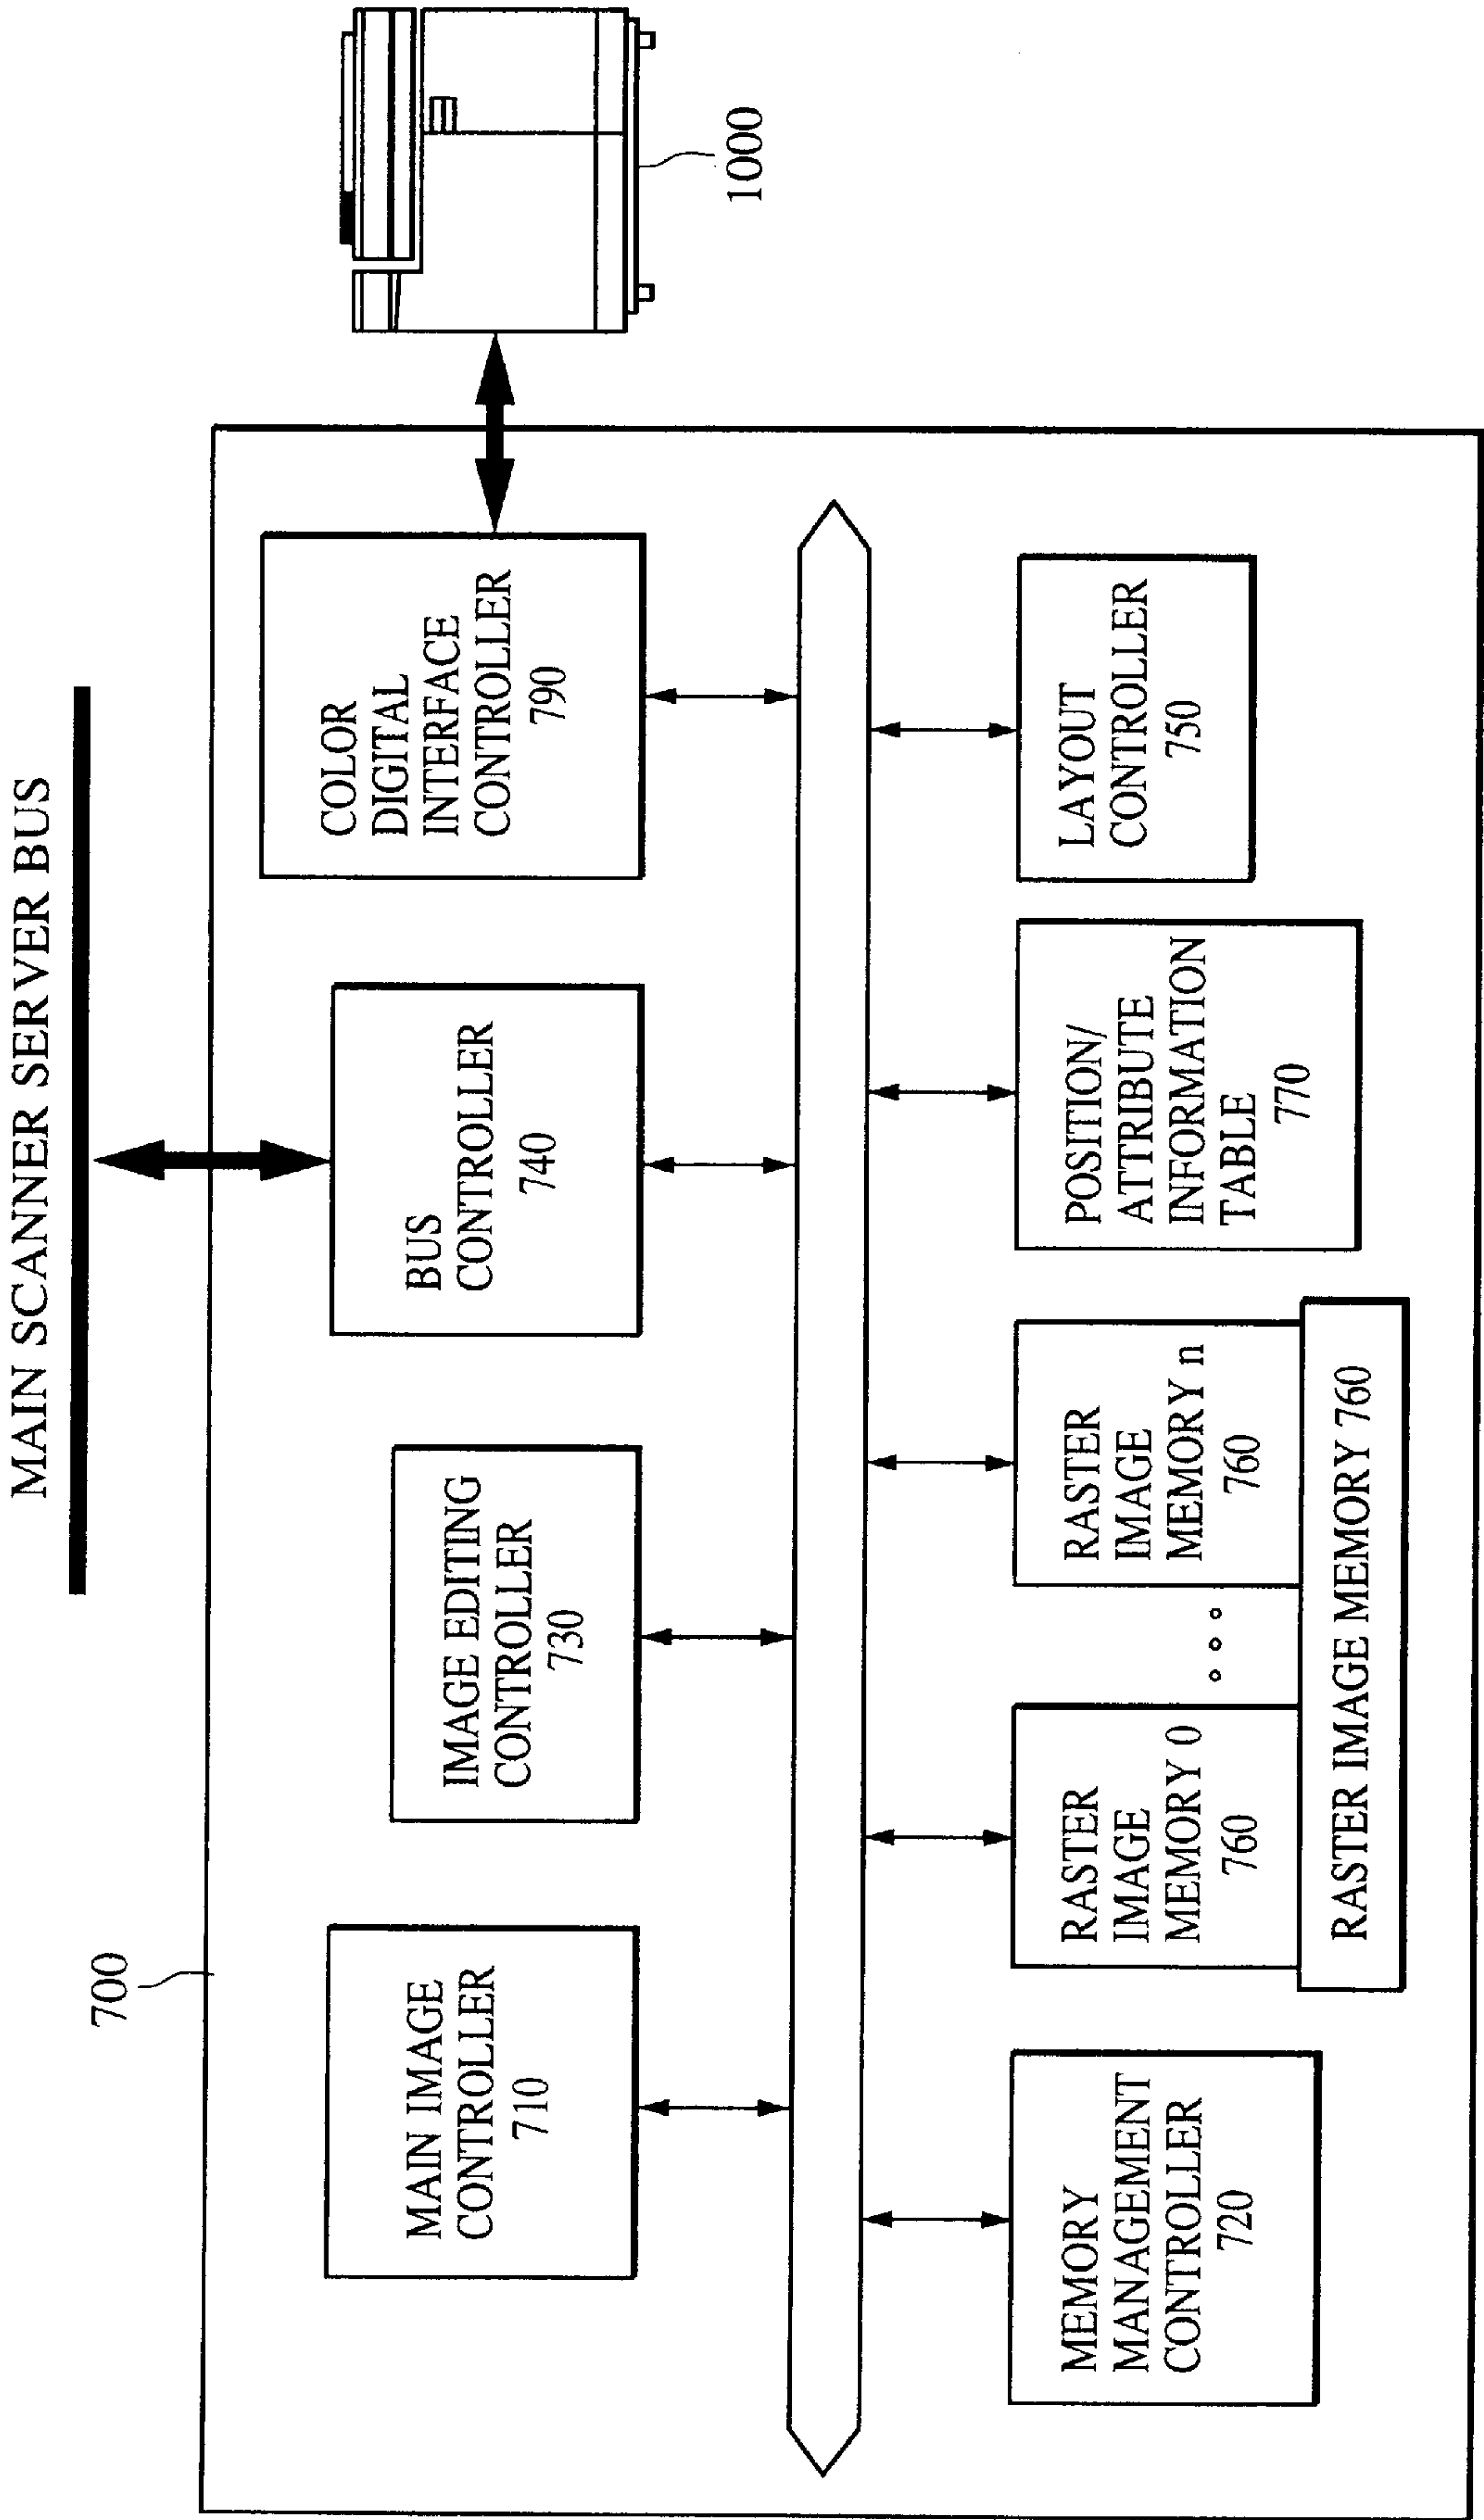 MAIN SCANNER SERVER BUS
700
MAIN IMAGE
CONTROLLER
710
IMAGE EDITING
CONTROLLER
730
BUS
CONTROLLER
740
COLOR
DIGITAL
INTERFACE
CONTROLLER
790
1000
MEMORY
MANAGEMENT
CONTROLLER
720
RASTER
IMAGE
MEMORY 0
760
RASTER
IMAGE
MEMORY n
760
RASTER IMAGE MEMORY 760
POSITION/
ATTRIBUTE
INFORMATION
TABLE
770
LAYOUT
CONTROLLER
750